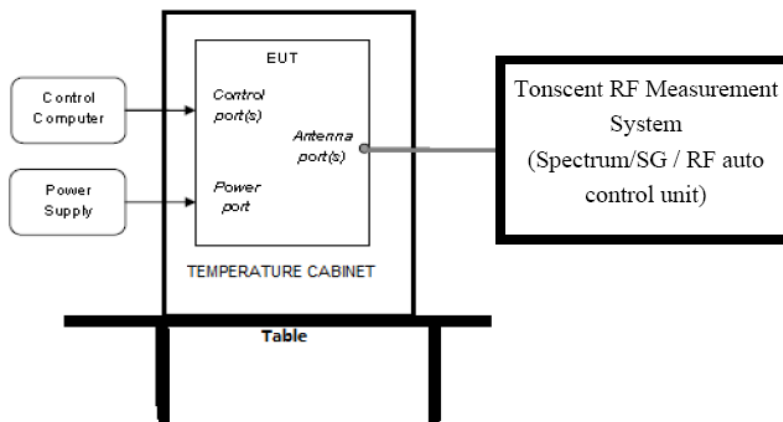 EUT
Control
Computer
Control
port(s)
Antenna
port(s)
Power
Supply
Power
port
TEMPERATURE CABINET
Table
Tonscent RF Measurement
System
(Spectrum/SG / RF auto
control unit)